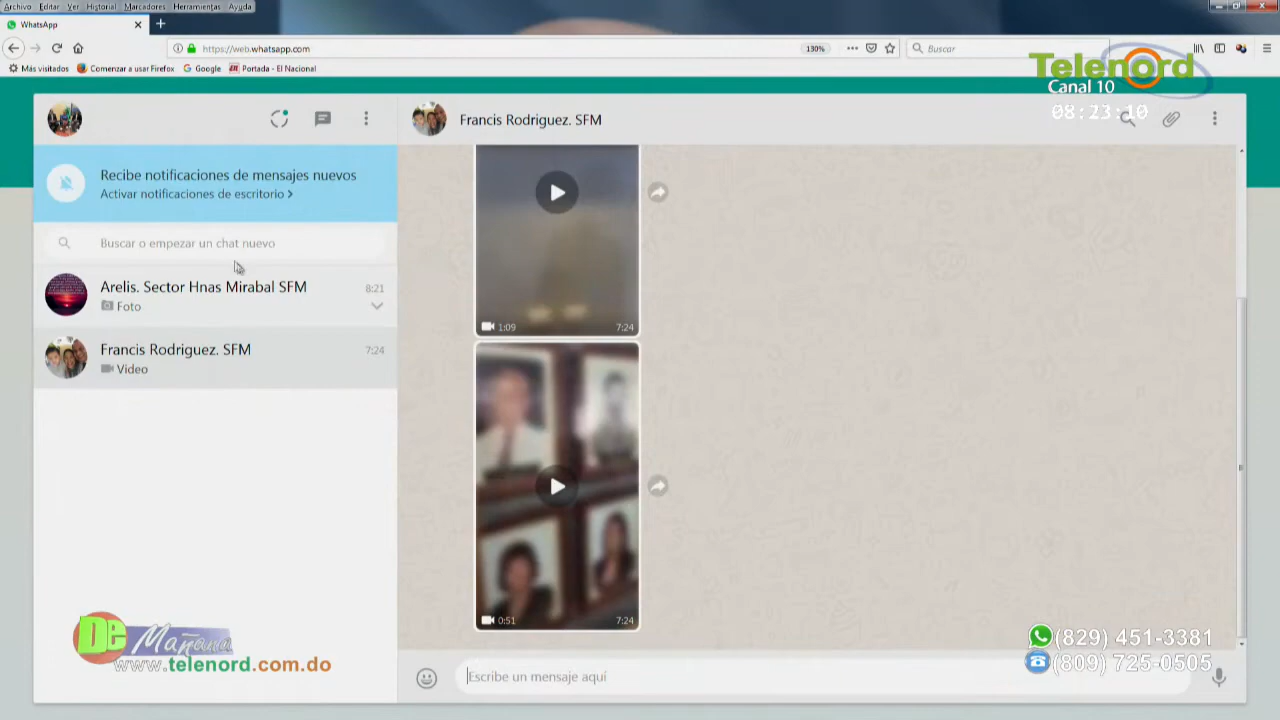 Archivo Editar Ver Historial Marcadores Herramientas Ayuda
WhatsApp
https://web.whatsapp.com
130%
Buscar
Más visitados Comenzar a usar Firefox Google Portada - El Nacional
Telenord
Canal 10
08:23:10
Francis Rodriguez. SFM
Recibe notificaciones de mensajes nuevos
Activar notificaciones de escritorio >
Buscar o empezar un chat nuevo
Arelis. Sector Hnas Mirabal SFM
8:21
Foto
Francis Rodriguez. SFM
7:24
Video
1:09
7:24
0:51
7:24
De Mañana
www.telenord.com.do
(829) 451-3381
(809) 725-0505
Escribe un mensaje aquí